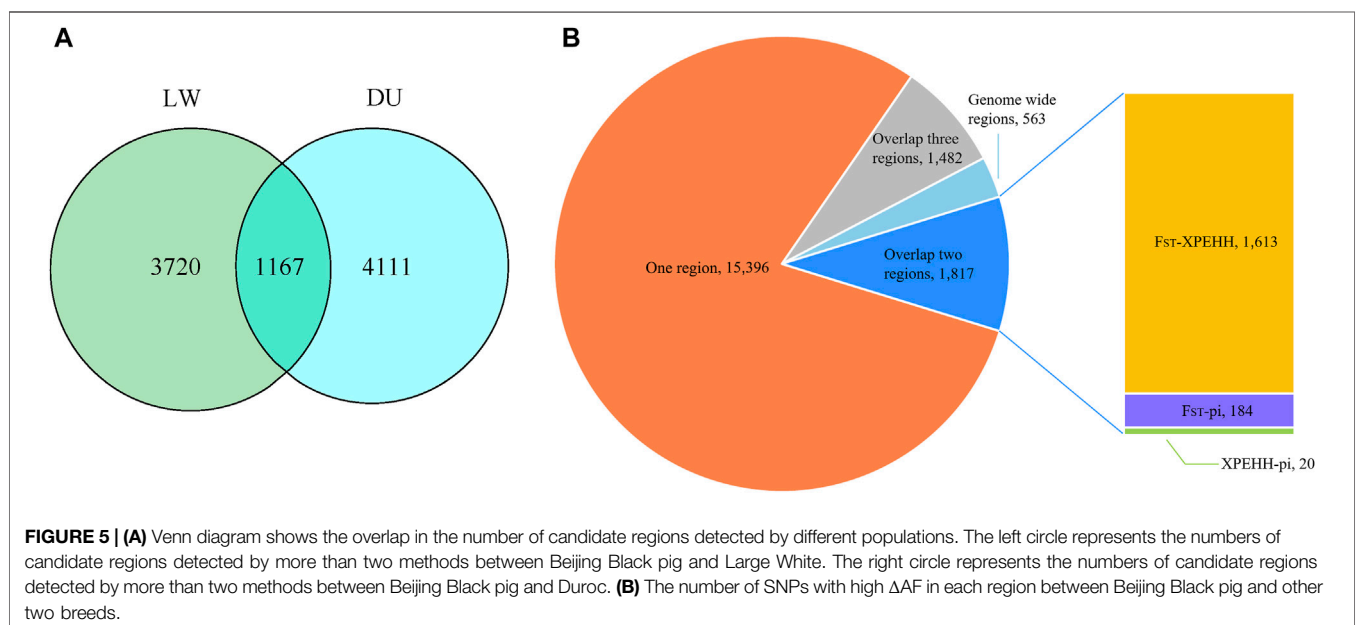 A
B
LW
DU
3720
1167
4111
Genome wide
regions, 563
Overlap three
regions, 1,482
Overlap two
regions, 1,817
One region, 15,396
FST-XPEHH, 1,613
FST-pi, 184
XPEHH-pi, 20
FIGURE 5 | (A) Venn diagram shows the overlap in the number of candidate regions detected by different populations. The left circle represents the numbers of
candidate regions detected by more than two methods between Beijing Black pig and Large White. The right circle represents the numbers of candidate regions
detected by more than two methods between Beijing Black pig and Duroc. (B) The number of SNPs with high ΔAF in each region between Beijing Black pig and other
two breeds.